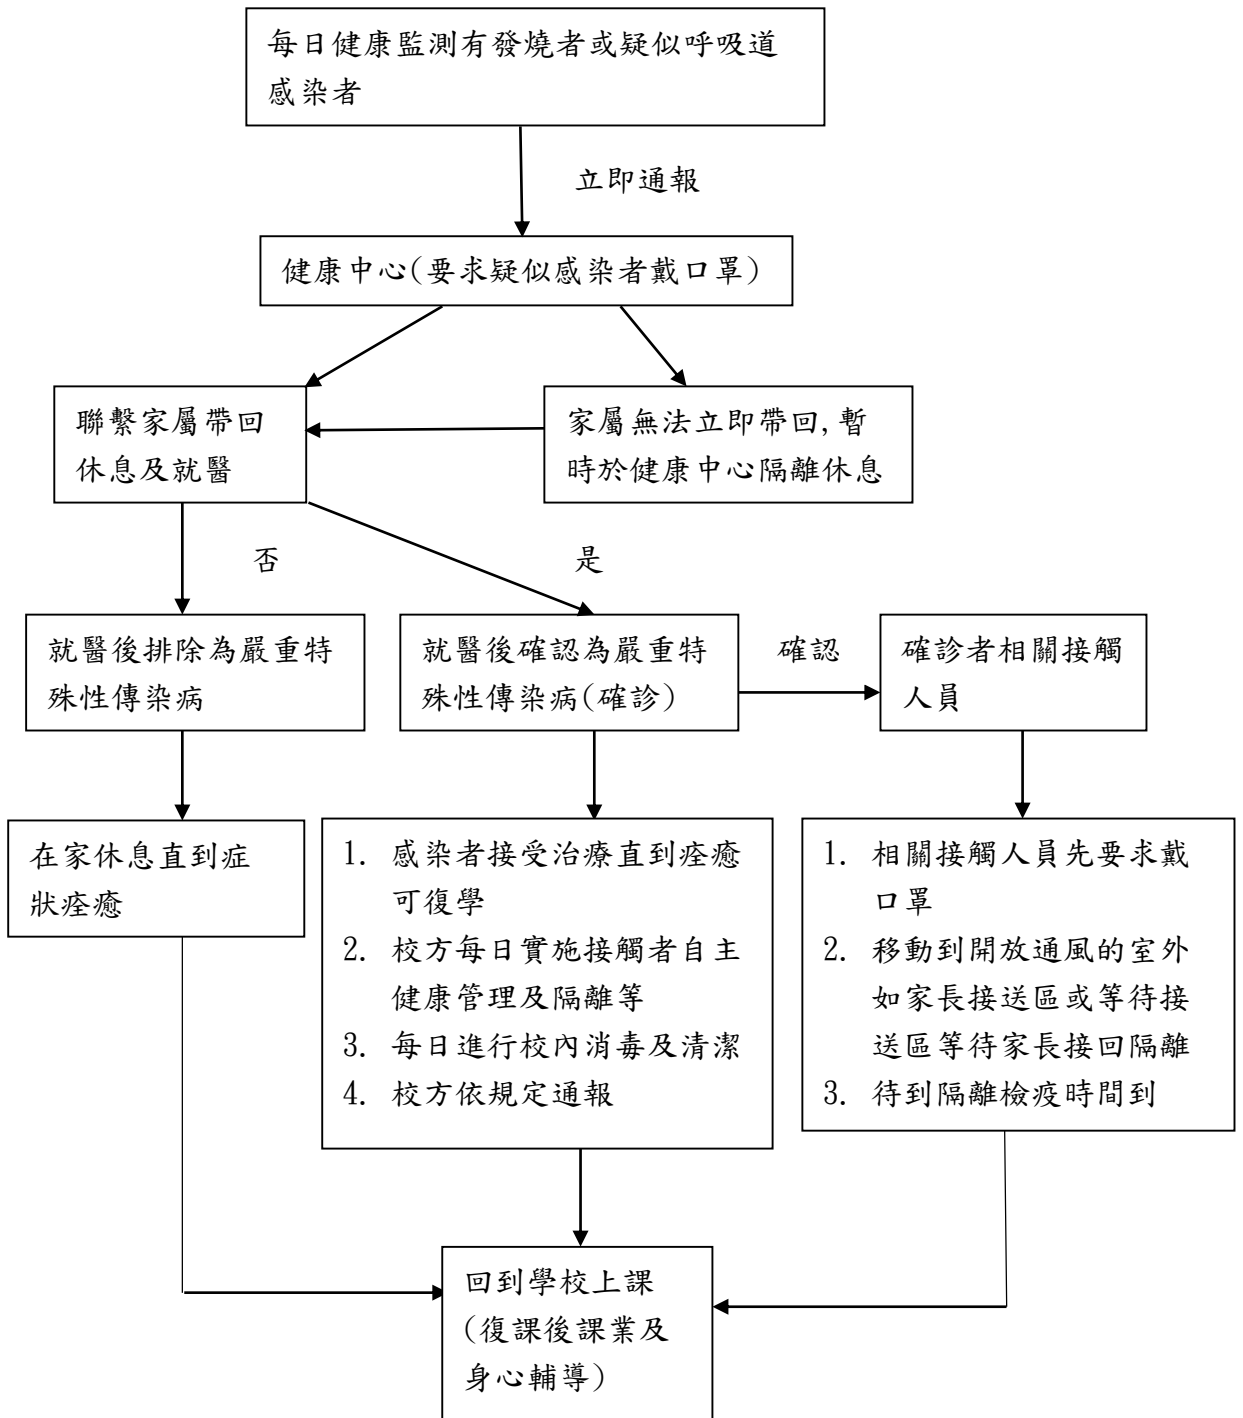 每日健康監測有發燒者或疑似呼吸道
感染者
立即通報
健康中心(要求疑似感染者戴口罩)
聯繫家屬帶回
休息及就醫
家屬無法立即帶回,暫
時於健康中心隔離休息
否
是
就醫後排除為嚴重特
殊性傳染病
就醫後確認為嚴重特
殊性傳染病(確診)
確認
確診者相關接觸
人員
在家休息直到症
狀痊癒
1. 感染者接受治療直到痊癒
可復學
2. 校方每日實施接觸者自主
健康管理及隔離等
3. 每日進行校內消毒及清潔
4. 校方依規定通報
1. 相關接觸人員先要求戴
口罩
2. 移動到開放通風的室外
如家長接送區或等待接
送區等待家長接回隔離
3. 待到隔離檢疫時間到
回到學校上課
(復課後課業及
身心輔導)